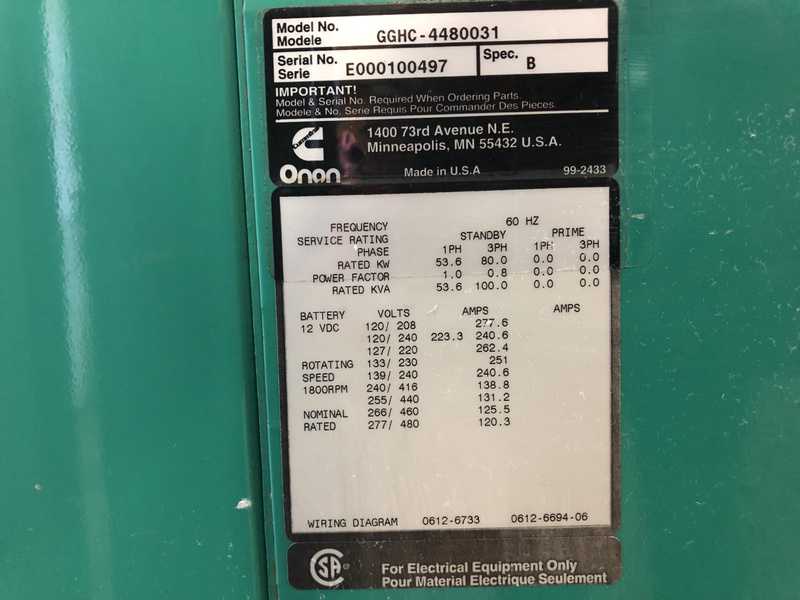 Model No.
Modele GGHC-4480031
Serial No.
Serie E000100497 Spec. B
IMPORTANT!
Model & Serial No. Required When Ordering Parts.
Modele & No. Serie Requis Pour Commander Des Pieces.
Onan
1400 73rd Avenue N.E.
Minneapolis, MN 55432 U.S.A.
Made in U.S.A 99-2433
FREQUENCY 60 HZ
SERVICE RATING STANDBY PRIME
PHASE 1PH 3PH 1PH 3PH
RATED KW 53.6 80.0 0.0 0.0
POWER FACTOR 1.0 0.8 0.0 0.0
RATED KVA 53.6 100.0 0.0 0.0
BATTERY VOLTS AMPS AMPS
12 VDC 120/ 208 277.6
120/ 240 223.3 240.6
127/ 220 262.4
ROTATING 133/ 230 251
SPEED 139/ 240 240.6
1800RPM 240/ 416 138.8
255/ 440 131.2
NOMINAL 266/ 460 125.5
RATED 277/ 480 120.3
WIRING DIAGRAM 0612-6733 0612-6694-06
SA
For Electrical Equipment Only
Pour Material Electrique Seulement